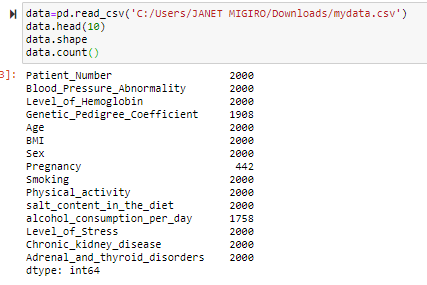 data=pd.read_csv('C:/Users/JANET MIGIRO/Downloads/mydata.csv')
data.head(10)
data.shape
data.count()
3]: Patient_Number 2000
Blood_Pressure_Abnormality 2000
Level_of_Hemoglobin 2000
Genetic_Pedigree_Coefficient 1908
Age 2000
BMI 2000
Sex 2000
Pregnancy 442
Smoking 2000
Physical_activity 2000
salt_content_in_the_diet 2000
alcohol_consumption_per_day 1758
Level_of_Stress 2000
Chronic_kidney_disease 2000
Adrenal_and_thyroid_disorders 2000
dtype: int64